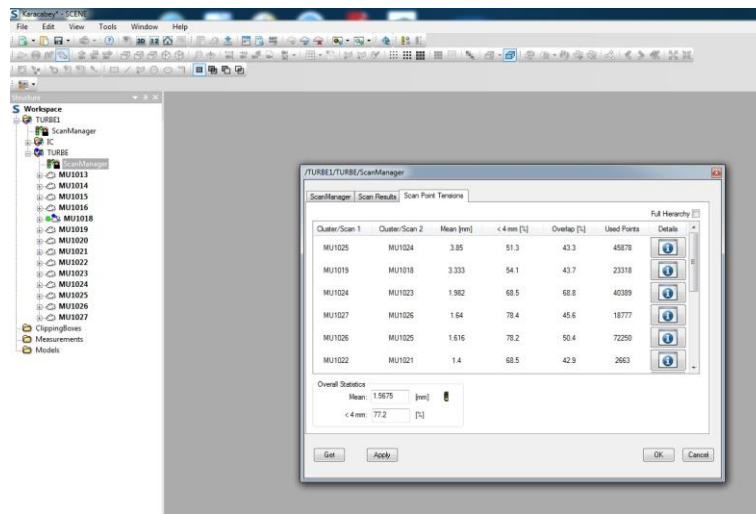 Karacabey* - SCENE
File Edit View Tools Window Help
Structure
Workspace
TURBE1
ScanManager
IC
TURBE
ScanManager
MU1013
MU1014
MU1015
MU1016
MU1018
MU1019
MU1020
MU1021
MU1022
MU1023
MU1024
MU1025
MU1026
MU1027
ClippingBoxes
Measurements
Models
/TURBE1/TURBE/ScanManager
ScanManager Scan Results Scan Point Tensions
Full Hierarchy
Cluster/Scan 1 Cluster/Scan 2 Mean [mm] < 4 mm [%] Overlap [%] Used Points Details
MU1025 MU1024 3.85 51.3 43.3 45878
MU1019 MU1018 3.333 54.1 43.7 23318
MU1024 MU1023 1.982 68.5 68.8 40389
MU1027 MU1026 1.64 78.4 45.6 18777
MU1026 MU1025 1.616 78.2 50.4 72250
MU1022 MU1021 1.4 68.5 42.9 2663
Overall Statistics
Mean: 1.5675 [mm]
< 4 mm: 77.2 [%]
Get Apply OK Cancel